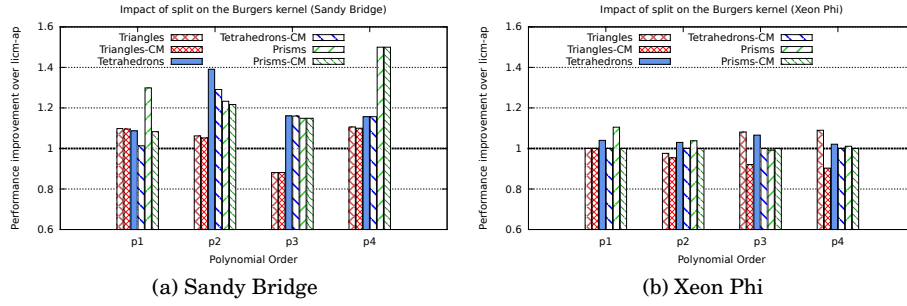 Impact of split on the Burgers kernel (Sandy Bridge)
Performance improvement over licm-ap
1.6
1.4
1.2
1
0.8
0.6
Triangles
Triangles-CM
Tetrahedrons
Tetrahedrons-CM
Prisms
Prisms-CM
p1 p2 p3 p4
Polynomial Order
(a) Sandy Bridge
Impact of split on the Burgers kernel (Xeon Phi)
Performance improvement over licm-ap
1.6
1.4
1.2
1
0.8
0.6
Triangles
Triangles-CM
Tetrahedrons
Tetrahedrons-CM
Prisms
Prisms-CM
p1 p2 p3 p4
Polynomial Order
(b) Xeon Phi